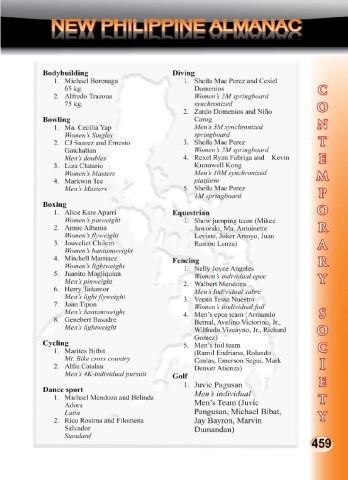 NEW PHILIPPINE ALMANAC
Bodybuilding
1. Michael Borenaga
65 kg.
2. Alfredo Trazona
75 kg.
Bowling
1. Ma. Cecilia Yap
Women's Singles
2. CJ Suarez and Ernesto
Gatchalian
Men's doubles
3. Liza Clutario
Women's Masters
4. Markwin Tee
Men's Masters
Boxing
1. Alice Kate Aparri
Women's pinweight
2. Annie Albania
Women's flyweight
3. Jouveliet Chilem
Women's bantamweight
4. Mitchell Martinez
Women's lightweight
5. Juanito Magliquian
Men's pinweight
6. Harry Tañamor
Men's light flyweight
7. Joan Tipon
Men's bantamweight
8. Genebert Basadre
Men's lightweight
Cycling
1. Marites Bitbit
Mt. Bike cross country
2. Alfie Catalan
Men's 4K-individual pursuit
Dance sport
1. Michael Mendoza and Belinda
Adora
Latin
2. Rico Rosima and Filomena
Salvador
Standard
Diving
1. Sheila Mae Perez and Cesiel
Domenios
Women's 3M springboard
synchronized
2. Zardo Domenios and Niño
Carog
Men's 3M synchronized
springboard
3. Sheila Mae Perez
Women's 3M springboard
4. Rexel Ryan Fabriga and Kevin
Kromwell Kong
Men's 10M synchronized
platform
5. Sheila Mae Perez
1M springboard
Equestrian
1. Show jumping team (Mikee
Jaworski, Ma. Antoinette
Leviste, Joker Arroyo, Juan
Ramon Lanza)
Fencing
1. Nelly Joyce Angeles
Women's individual epee
2. Walbert Mendoza
Men's Individual sabre
3. Veena Tessa Nuestro
Women's individual foil
4. Men's epee team (Armando
Bernal, Avelino Victorino, Jr.,
Wilfredo Vizcayno, Jr., Richard
Gomez)
5. Men's foil team
(Ramil Endriano, Rolando
Canlas, Emerson Segui, Mark
Denver Atienza)
Golf
1. Juvic Pagusan
Men's individual
Men's Team (Juvic
Pangusan, Michael Bibat,
Jay Bayron, Marvin
Dumandan)
CONTEMPORARY
SOCIETY
459